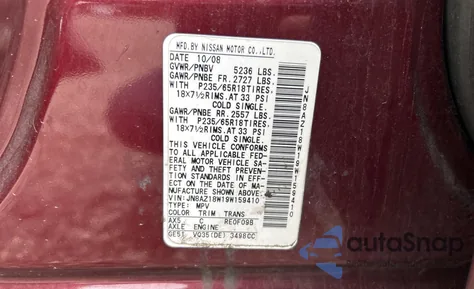 MFD.BY NISSAN MOTOR CO.,LTD.
DATE 10/08
GVWR/PNBV 5236 LBS.
GAWR/PNBE FR. 2727 LBS.
WITH P235/65R18TIRES,
18X7½RIMS,AT 33 PSI
COLD SINGLE.
GAWR/PNBE RR. 2557 LBS.
WITH P235/65R18TIRES,
18X7½RIMS,AT 33 PSI
COLD SINGLE.
THIS VEHICLE CONFORMS
TO ALL APPLICABLE FED-
ERAL MOTOR VEHICLE SA-
FETY AND THEFT PREVEN-
TION STANDARDS IN EFFE-
CT ON THE DATE OF MA-
NUFACTURE SHOWN ABOVE.
VIN:JN8AZ18W19W159410
TYPE: MPV
COLOR TRIM TRANS
AX5 C RE0F09B
AXLE ENGINE
GE51 VQ35(DE) 3498CC
JN8AZ18W19W159410
autoSnap